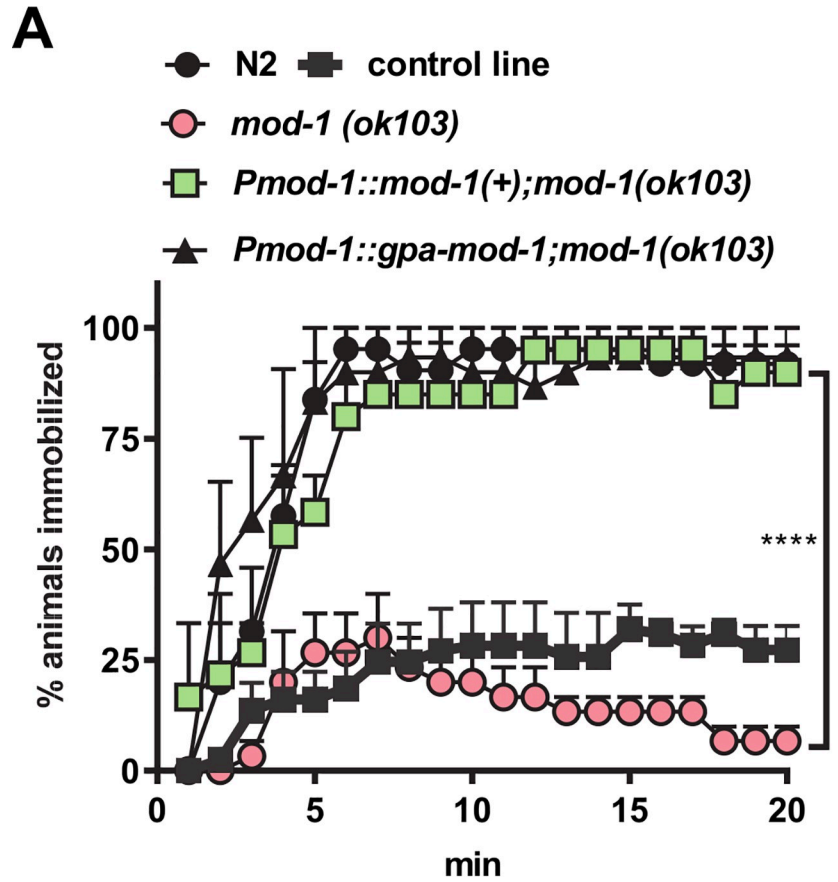 A
N2 control line
mod-1 (ok103)
Pmod-1::mod-1(+);mod-1(ok103)
Pmod-1::gpa-mod-1;mod-1(ok103)
% animals immobilized
100
75
50
25
0
****
0 5 10 15 20
min